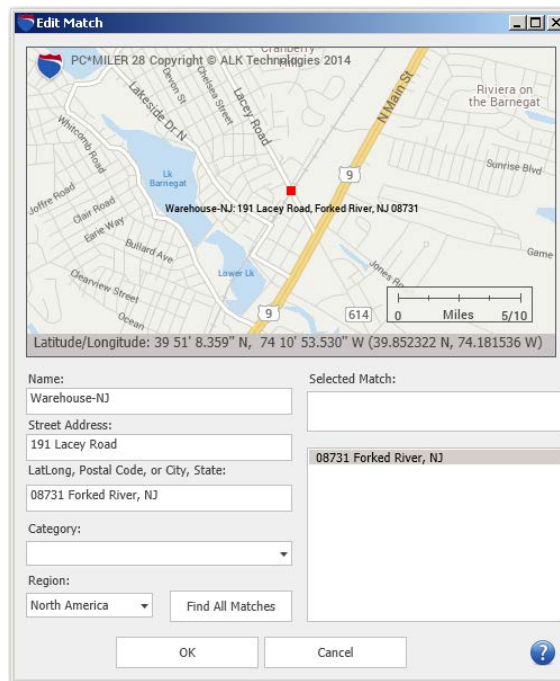 Edit Match
PC*MILER 28 Copyright © ALK Technologies 2014
Cranberry
Riviera on
the Barnegat
Devon St
Chelsea Street
Lacey Road
N Main St
Lakeside Dr N
Whitcomb Road
Lk
Barnegat
9
Sunrise Blvd
Joffre Road
Clair Road
Earie Way
Warehouse-NJ: 191 Lacey Road, Forked River, NJ 08731
Bullard Ave
Game
Lower Lk
Jones
Clearview Street
Ocean
9
614
0 Miles 5/10
Latitude/Longitude: 39 51' 8.359" N, 74 10' 53.530" W (39.852322 N, 74.181536 W)
Name:
Warehouse-NJ
Street Address:
191 Lacey Road
LatLong, Postal Code, or City, State:
08731 Forked River, NJ
Category:
Region:
North America
Find All Matches
Selected Match:
08731 Forked River, NJ
OK
Cancel
?